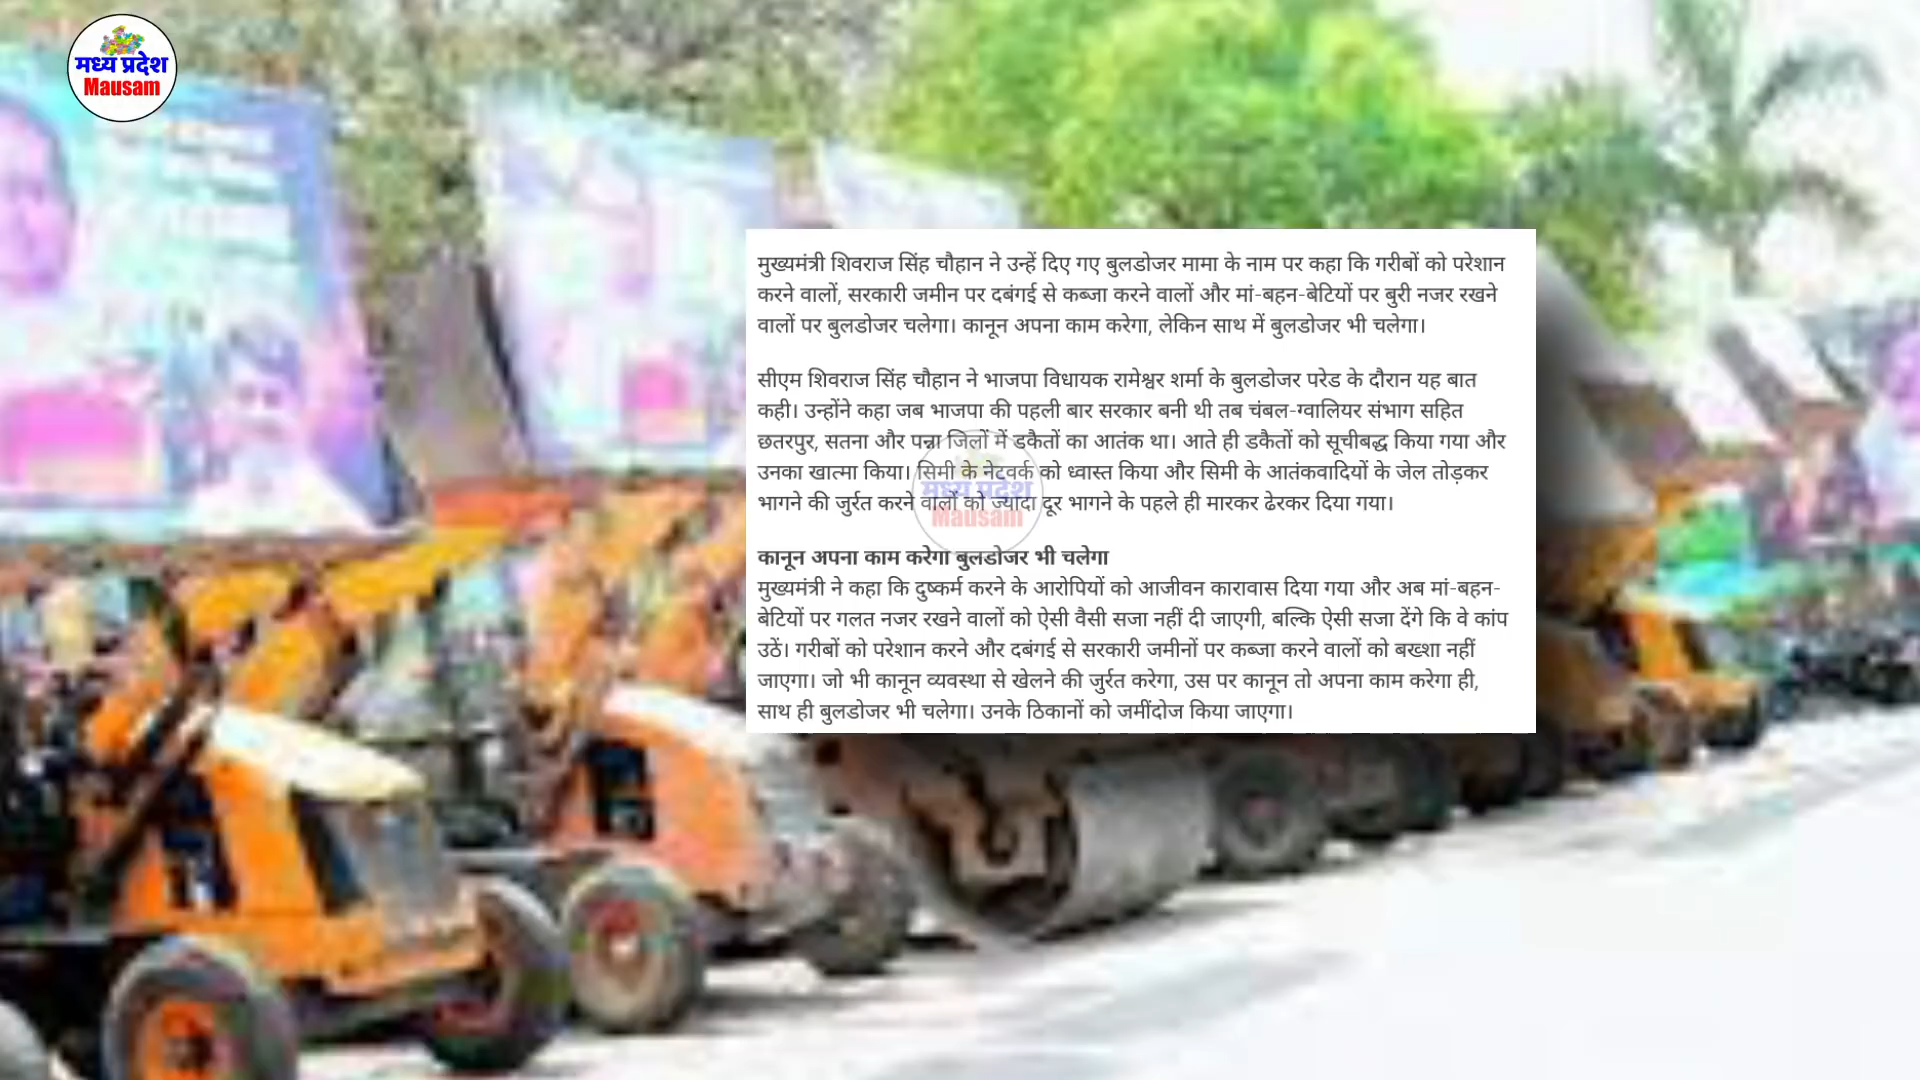 मध्य प्रदेश
Mausam
मुख्यमंत्री शिवराज सिंह चौहान ने उन्हें दिए गए बुलडोजर मामा के नाम पर कहा कि गरीबों को परेशान
करने वालों, सरकारी जमीन पर दबंगई से कब्जा करने वालों और मां-बहन-बेटियों पर बुरी नजर रखने
वालों पर बुलडोजर चलेगा। कानून अपना काम करेगा, लेकिन साथ में बुलडोजर भी चलेगा।
सीएम शिवराज सिंह चौहान ने भाजपा विधायक रामेश्वर शर्मा के बुलडोजर परेड के दौरान यह बात
कही। उन्होंने कहा जब भाजपा की पहली बार सरकार बनी थी तब चंबल-ग्वालियर संभाग सहित
छतरपुर, सतना और पन्ना जिलों में डकैतों का आतंक था। आते ही डकैतों को सूचीबद्ध किया गया और
उनका खात्मा किया। सिमी के नेटवर्क को ध्वास्त किया और सिमी के आतंकवादियों के जेल तोड़कर
भागने की जुर्रत करने वालों को ज्यादा दूर भागने के पहले ही मारकर ढेरकर दिया गया।
मध्य प्रदेश
Mausam
कानून अपना काम करेगा बुलडोजर भी चलेगा
मुख्यमंत्री ने कहा कि दुष्कर्म करने के आरोपियों को आजीवन कारावास दिया गया और अब मां-बहन-
बेटियों पर गलत नजर रखने वालों को ऐसी वैसी सजा नहीं दी जाएगी, बल्कि ऐसी सजा देंगे कि वे कांप
उठें। गरीबों को परेशान करने और दबंगई से सरकारी जमीनों पर कब्जा करने वालों को बख्शा नहीं
जाएगा। जो भी कानून व्यवस्था से खेलने की जुर्रत करेगा, उस पर कानून तो अपना काम करेगा ही,
साथ ही बुलडोजर भी चलेगा। उनके ठिकानों को जमींदोज किया जाएगा।